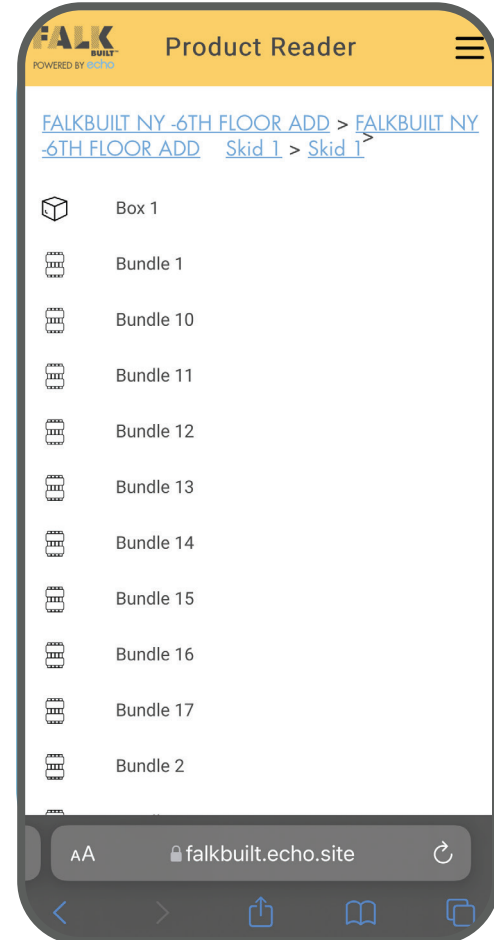 FALK
BUILT™
POWERED BY echo
Product Reader
FALKBUILT NY -6TH FLOOR ADD > FALKBUILT NY
-6TH FLOOR ADD > Skid 1 > Skid 1
Box 1
Bundle 1
Bundle 10
Bundle 11
Bundle 12
Bundle 13
Bundle 14
Bundle 15
Bundle 16
Bundle 17
Bundle 2
AA falkbuilt.echo.site